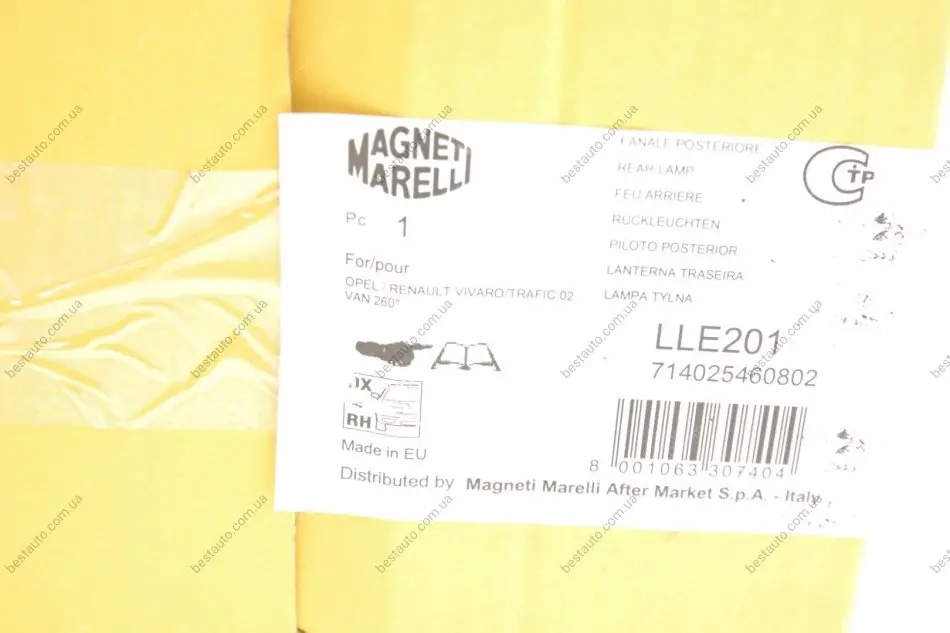 MAGNETI
MARELLI
Pc 1
For/pour
OPEL / RENAULT VIVARO/TRAFIC 02
VAN 260°
DX
RH
Made in EU
Distributed by Magneti Marelli After Market S.p.A. - Italy
FANALE POSTERIORE
REAR LAMP
FEU ARRIERE
RUCKLEUCHTEN
PILOTO POSTERIOR
LANTERNA TRASEIRA
LAMPA TYLNA
CTP
LLE201
714025460802
8 001063 307404
bestauto.com.ua